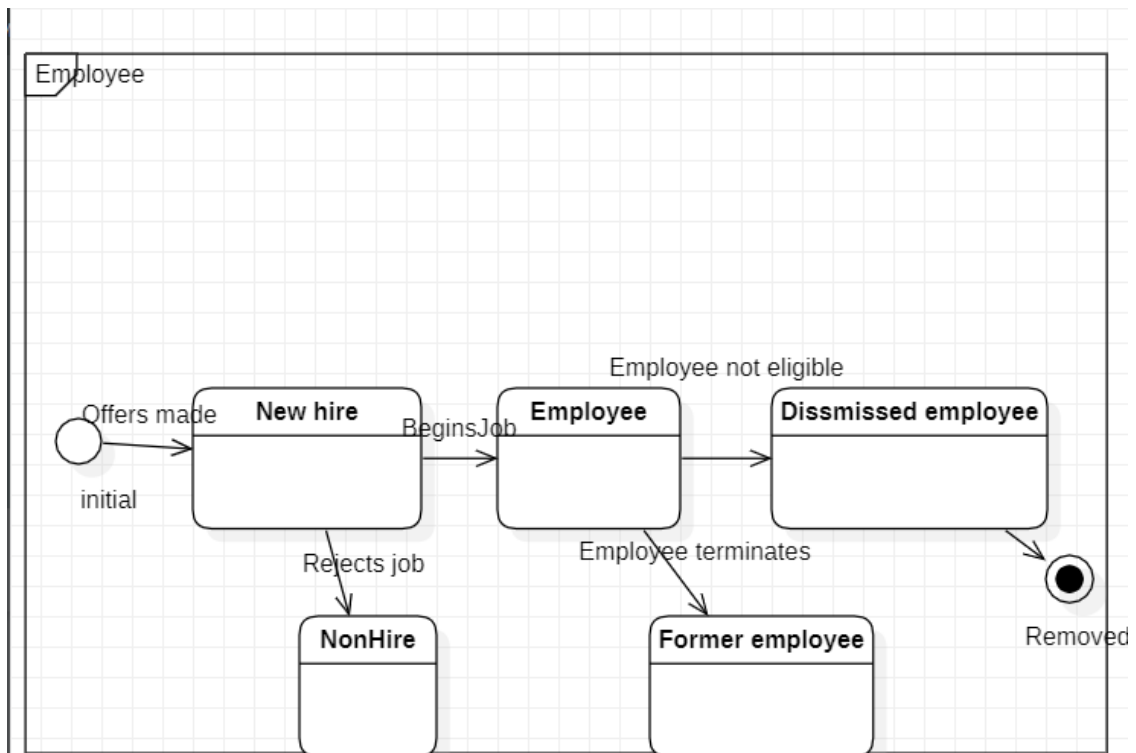 Employee
Employee not eligible
Offers made
New hire
BeginsJob
Employee
Dissmissed employee
initial
Rejects job
Employee terminates
NonHire
Former employee
Removed